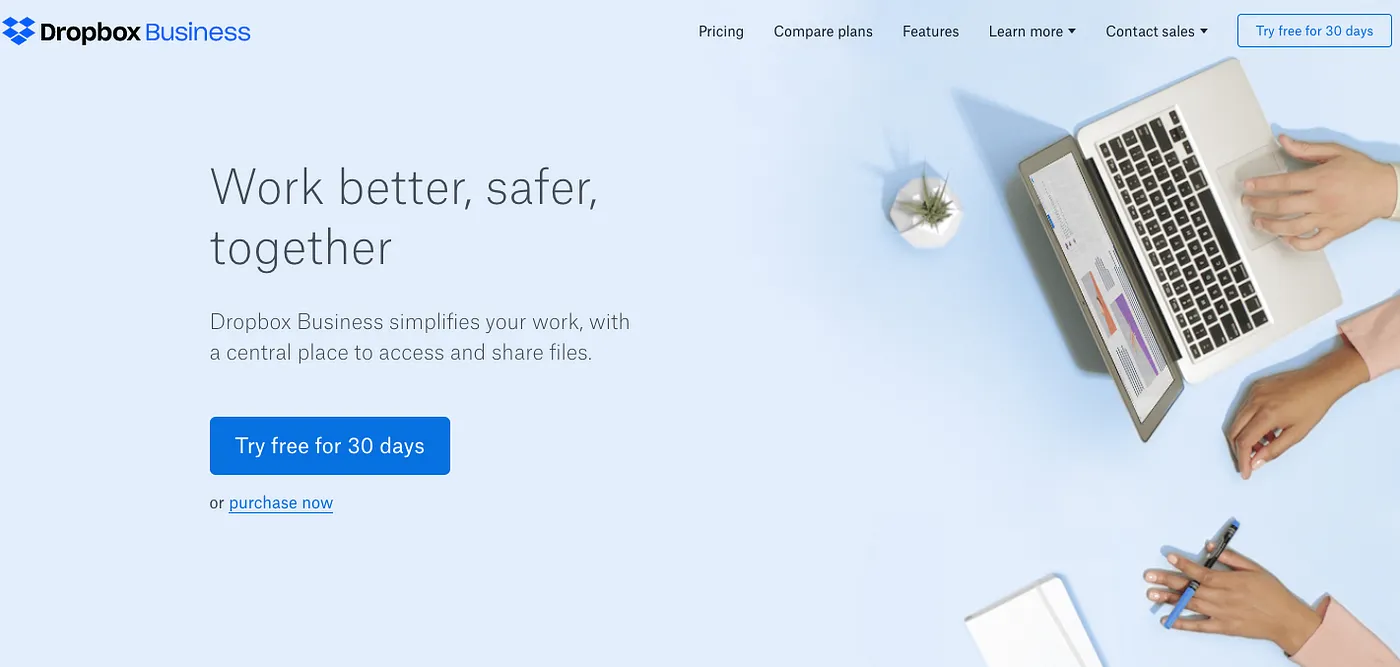 Dropbox Business
Pricing
Compare plans
Features
Learn more
Contact sales
Try free for 30 days
Work better, safer,
together
Dropbox Business simplifies your work, with
a central place to access and share files.
Try free for 30 days
or purchase now